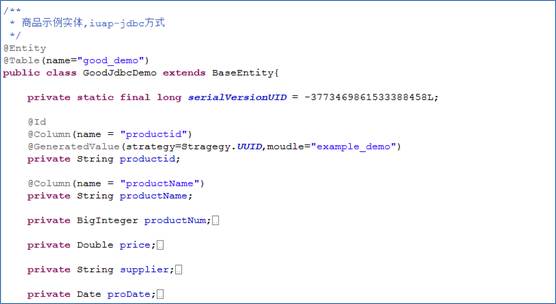 /**
 * 商品示例实体,iuap-jdbc方式
 */
@Entity
@Table(name="good_demo")
public class GoodJdbcDemo extends BaseEntity{
private static final long serialVersionUID = -3773469861533388458L;
@Id
@Column(name = "productid")
@GeneratedValue(strategy=Stragegy.UUID,moudle="example_demo")
private String productid;
@Column(name = "productName")
private String productName;
private BigInteger productNum;
private Double price;
private String supplier;
private Date proDate;